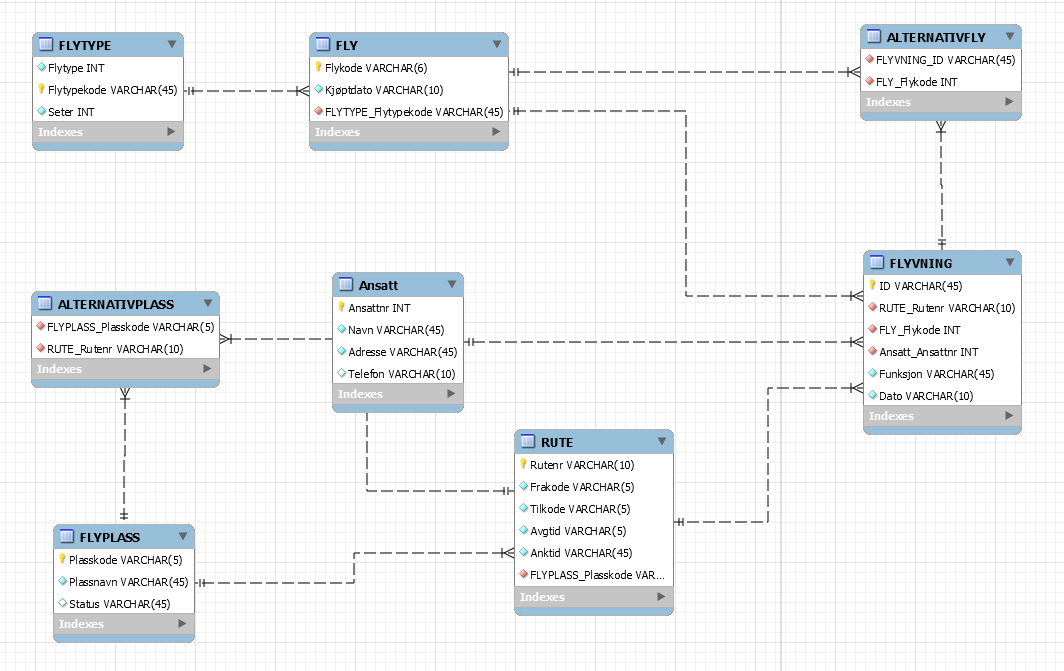 FLYTYPE
Flytype INT
Flytypekode VARCHAR(45)
Seter INT
Indexes
FLY
Flykode VARCHAR(6)
Kjøptdato VARCHAR(10)
FLYTYPE_Flytypekode VARCHAR(45)
Indexes
ALTERNATIVFLY
FLYVNING_ID VARCHAR(45)
FLY_Flykode INT
Indexes
ALTERNATIVPLASS
FLYPLASS_Plasskode VARCHAR(5)
RUTE_Rutenr VARCHAR(10)
Indexes
Ansatt
Ansattnr INT
Navn VARCHAR(45)
Adresse VARCHAR(45)
Telefon VARCHAR(10)
Indexes
FLYVNING
ID VARCHAR(45)
RUTE_Rutenr VARCHAR(10)
FLY_Flykode INT
Ansatt_Ansattnr INT
Funksjon VARCHAR(45)
Dato VARCHAR(10)
Indexes
RUTE
Rutenr VARCHAR(10)
Frakode VARCHAR(5)
Tilkode VARCHAR(5)
Avgtid VARCHAR(5)
Anktid VARCHAR(45)
FLYPLASS_Plasskode VAR...
Indexes
FLYPLASS
Plasskode VARCHAR(5)
Plassnavn VARCHAR(45)
Status VARCHAR(45)
Indexes